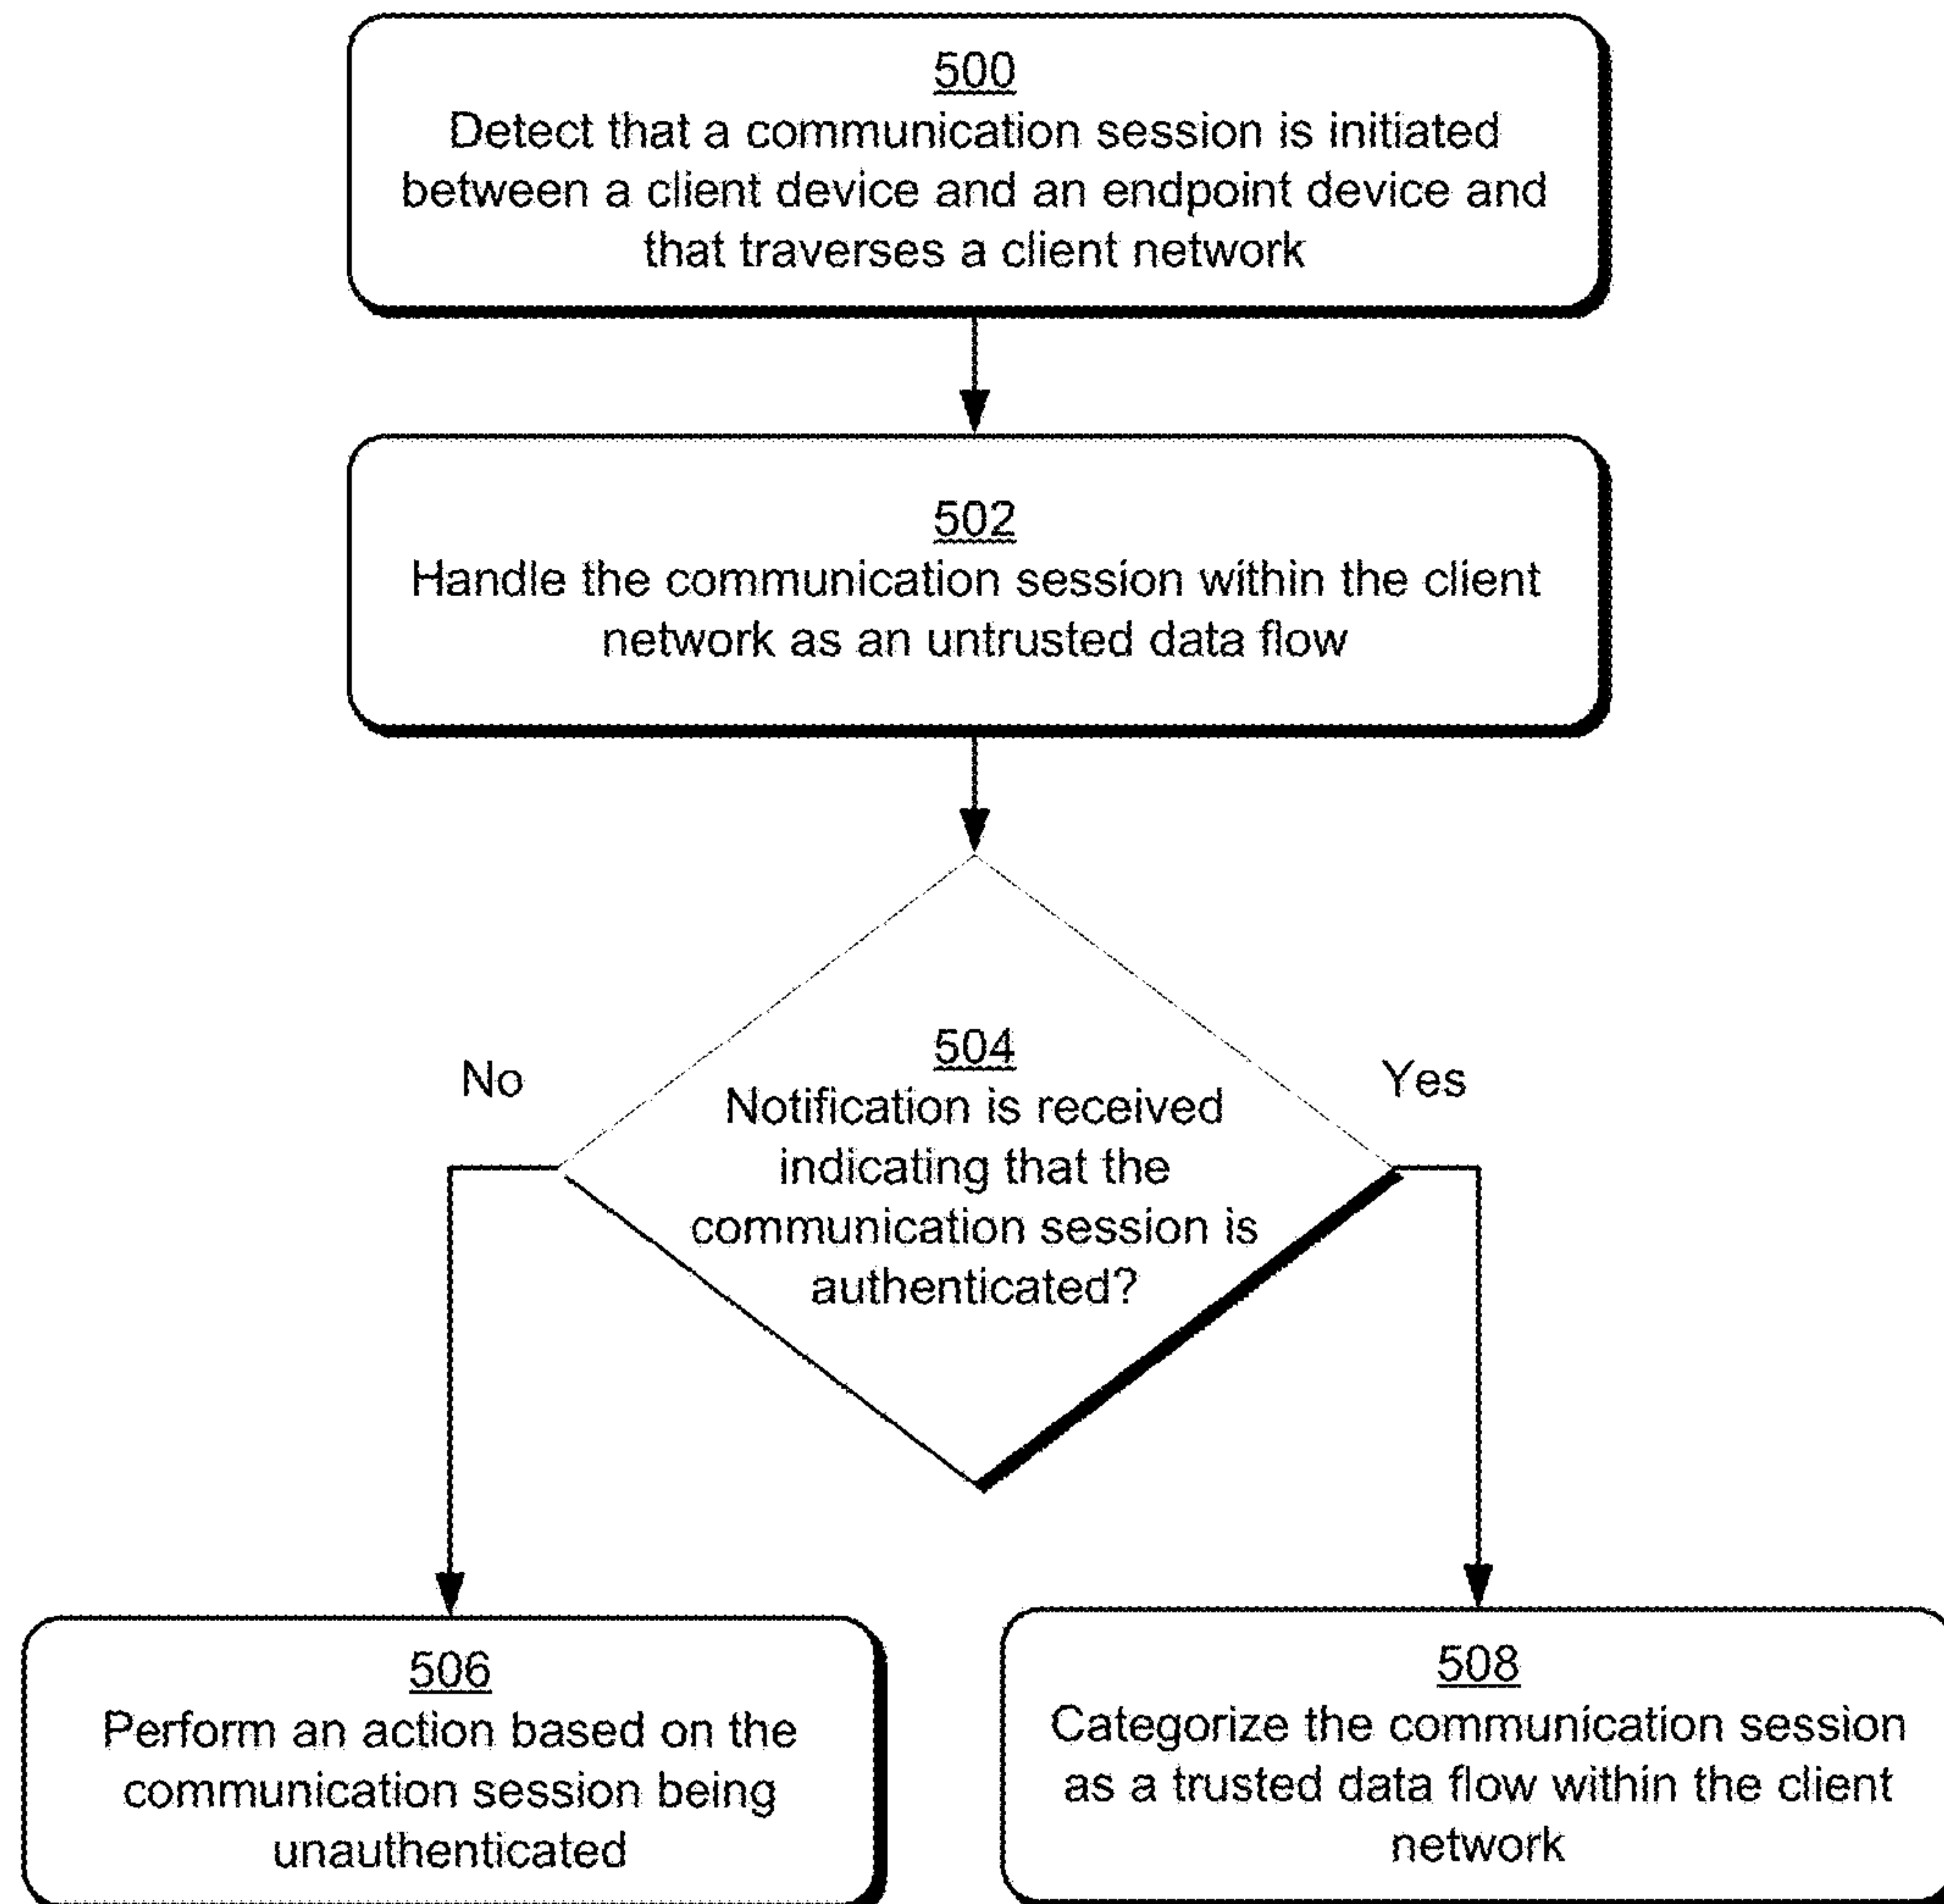 500
Detect that a communication session is initiated
between a client device and an endpoint device and
that traverses a client network
502
Handle the communication session within the client
network as an untrusted data flow
504
Notification is received
indicating that the
communication session is
authenticated?
No
Yes
506
Perform an action based on the
communication session being
unauthenticated
508
Categorize the communication session
as a trusted data flow within the client
network